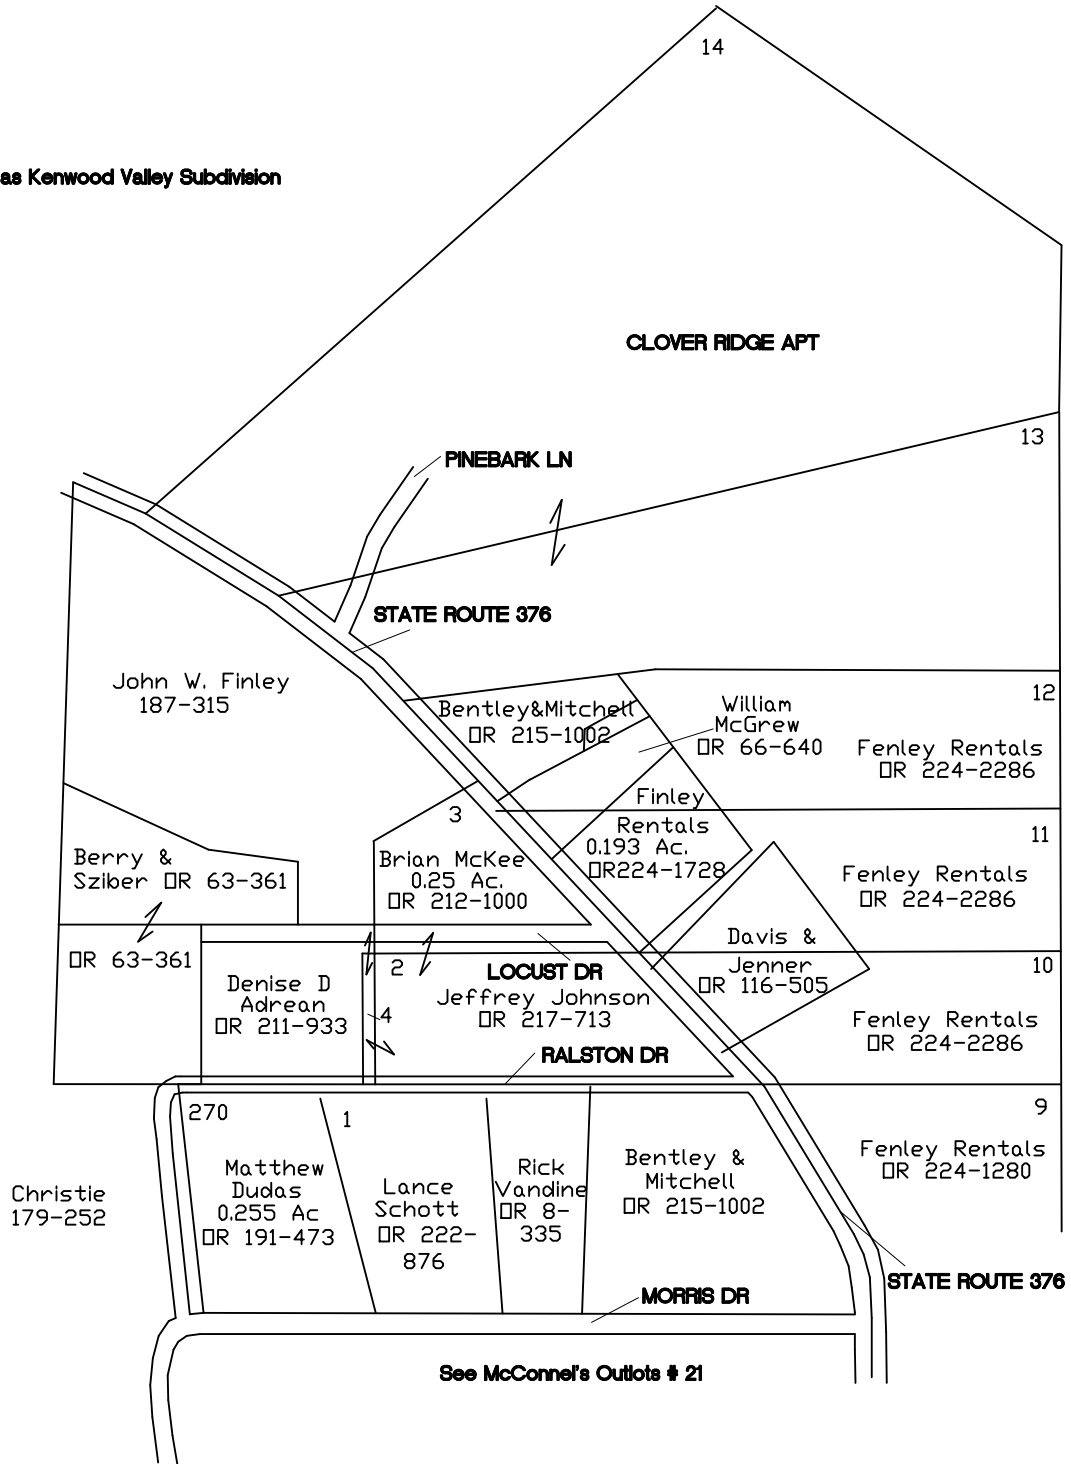 14
as Kenwood Valley Subdivision
CLOVER RIDGE APT
13
PINEBARK LN
STATE ROUTE 376
John W. Finley
187-315
12
Bentley&Mitchell
OR 215-1002
William
McGrew
OR 66-640
Fenley Rentals
OR 224-2286
Finley
Rentals
0.193 Ac.
OR224-1728
3
Brian McKee
0.25 Ac.
OR 212-1000
11
Fenley Rentals
OR 224-2286
Berry &
Sziber OR 63-361
OR 63-361
Davis &
Jenner
OR 116-505
10
Fenley Rentals
OR 224-2286
2
LOCUST DR
Denise D
Adrean
OR 211-933
Jeffrey Johnson
OR 217-713
4
RALSTON DR
270
1
9
Fenley Rentals
OR 224-1280
Christie
179-252
Matthew
Dudas
0.255 Ac
OR 191-473
Lance
Schott
OR 222-
876
Rick
Vandine
OR 8-
335
Bentley &
Mitchell
OR 215-1002
STATE ROUTE 376
MORRIS DR
See McConnel's Outlots # 21